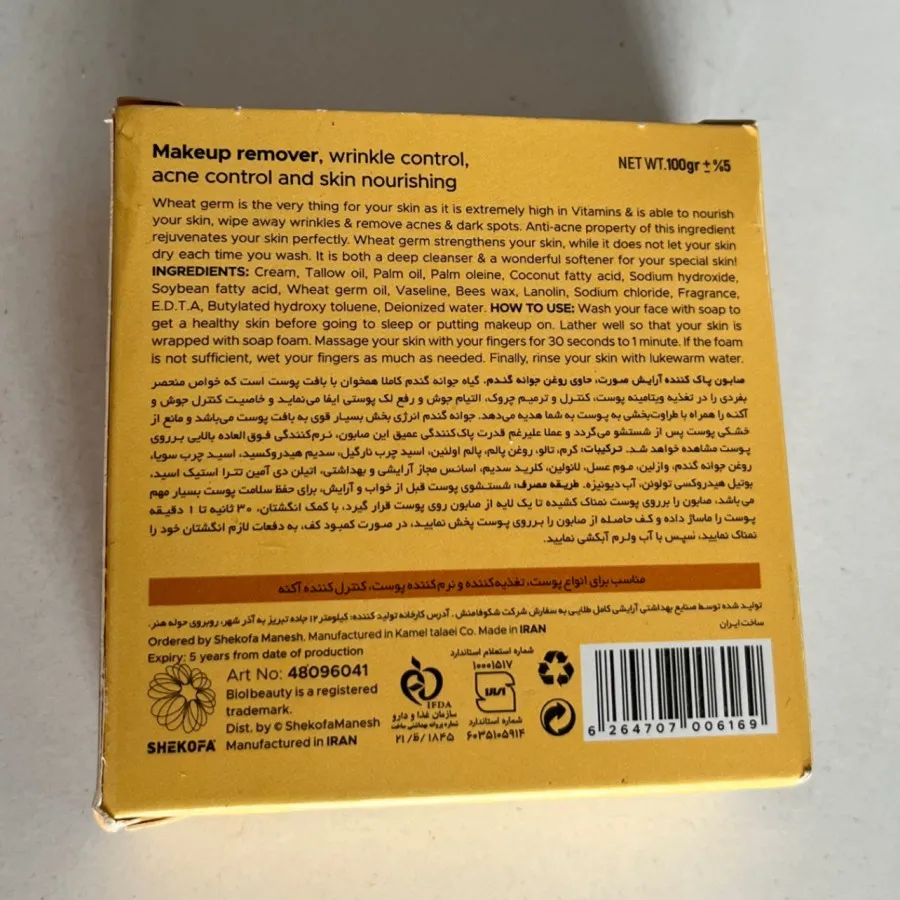 Makeup remover, wrinkle control,
acne control and skin nourishing
NET WT.100gr ± %5
Wheat germ is the very thing for your skin as it is extremely high in Vitamins & is able to nourish
your skin, wipe away wrinkles & remove acnes & dark spots. Anti-acne property of this ingredient
rejuvenates your skin perfectly. Wheat germ strengthens your skin, while it does not let your skin
dry each time you wash. It is both a deep cleanser & a wonderful softener for your special skin!
INGREDIENTS: Cream, Tallow oil, Palm oil, Palm oleine, Coconut fatty acid, Sodium hydroxide,
Soybean fatty acid, Wheat germ oil, Vaseline, Bees wax, Lanolin, Sodium chloride, Fragrance,
E.D.T.A, Butylated hydroxy toluene, Deionized water. HOW TO USE: Wash your face with soap to
get a healthy skin before going to sleep or putting makeup on. Lather well so that your skin is
wrapped with soap foam. Massage your skin with your fingers for 30 seconds to 1 minute. If the foam
is not sufficient, wet your fingers as much as needed. Finally, rinse your skin with lukewarm water.
صابون پاک کننده آرایش صورت، حاوی روغن جوانه گندم. گیاه جوانه گندم کاملا همخوان با بافت پوست است که خواص منحصر
بفردی را در تغذیه ویتامینه پوست، کنترل و ترمیم چروک، التیام جوش و رفع لک پوستی ایفا می‌نماید و خاصیت کنترل جوش و
آکنه را همراه با طراوت‌بخشی به پوست به شما هدیه می‌دهد. جوانه گندم انرژی بخش بسیار قوی به بافت پوست می‌باشد و مانع از
خشکی پوست پس از شستشو می‌گردد و عملا علیرغم قدرت پاک‌کنندگی عمیق این صابون، نرم‌کنندگی فوق العاده بالایی برروی
پوست مشاهده خواهد شد. ترکیبات: کرم، تالو، روغن پالم، پالم اولئین، اسید چرب نارگیل، سدیم هیدروکسید، اسید چرب سویا،
روغن جوانه گندم، وازلین، موم عسل، لانولین، کلرید سدیم، اسانس مجاز آرایشی و بهداشتی، اتیلن دی آمین تترا استیک اسید،
بوتیل هیدروکسی تولوئن، آب دیونیزه. طریقه مصرف: شستشوی پوست قبل از خواب و آرایش، برای حفظ سلامت پوست بسیار مهم
می باشد، صابون را برروی پوست نمناک کشیده تا یک لایه از صابون روی پوست قرار گیرد، با کمک انگشتان، ۳۰ ثانیه تا ۱ دقیقه
پوست را ماساژ داده و کف حاصله از صابون را برروی پوست پخش نمایید، در صورت کمبود کف، به دفعات لازم انگشتان خود را
نمناک نمایید، سپس با آب ولرم آبکشی نمایید.
مناسب برای انواع پوست، تغذیه‌کننده و نرم‌کننده پوست، کنترل‌کننده آکنه
تولید شده توسط صنایع بهداشتی آرایشی کامل طلایی به سفارش شرکت شکوفامنش. آدرس کارخانه تولید کننده: کیلومتر ۱۲ جاده تبریز به آذر شهر، روبروی حوله هنر.
ساخت ایران
Ordered by Shekofa Manesh. Manufactured in Kamel talaei Co. Made in IRAN
Expiry: 5 years from date of production
Art No: 48096041
Biolbeauty is a registered
trademark.
Dist. by © ShekofaManesh
Manufactured in IRAN
SHEKOFA
IFDA
سازمان غذا و دارو
شماره پروانه بهداشتی ساخت
۲۱/ظ/۱۸۴۵
شماره استعلام استاندارد
۱۰۰۰۱۵۱۷
شماره استاندارد
۶۰۳۵۱۰۵۹۱۴
6 264707 006169